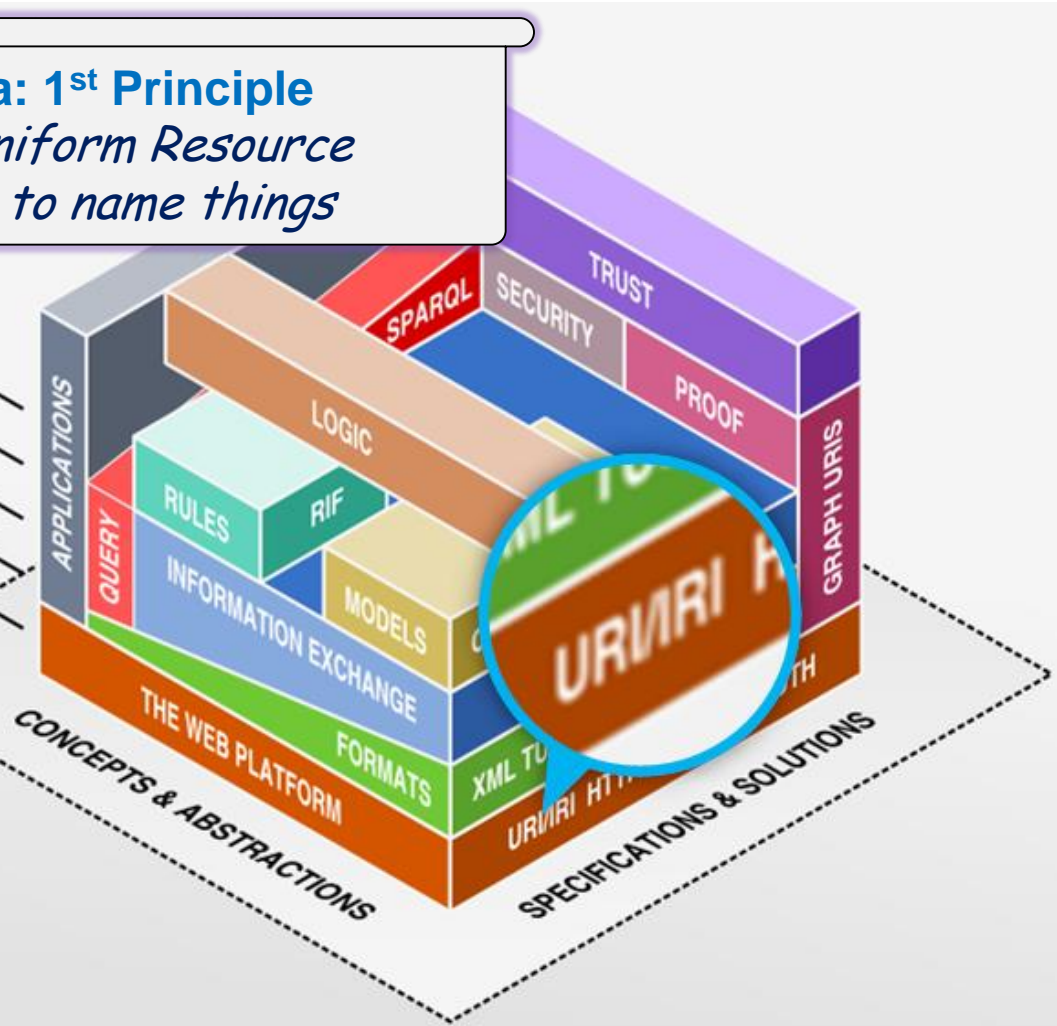 a: 1st Principle
niform Resource
to name things
TRUST
SPARQL
SECURITY
PROOF
LOGIC
APPLICATIONS
RULES
RIF
QUERY
GRAPH URIS
INFORMATION EXCHANGE
MODELS
URI/IRI H
THE WEB PLATFORM
FORMATS
XML TU
URI/IRI HTT
TH
CONCEPTS & ABSTRACTIONS
SPECIFICATIONS & SOLUTIONS